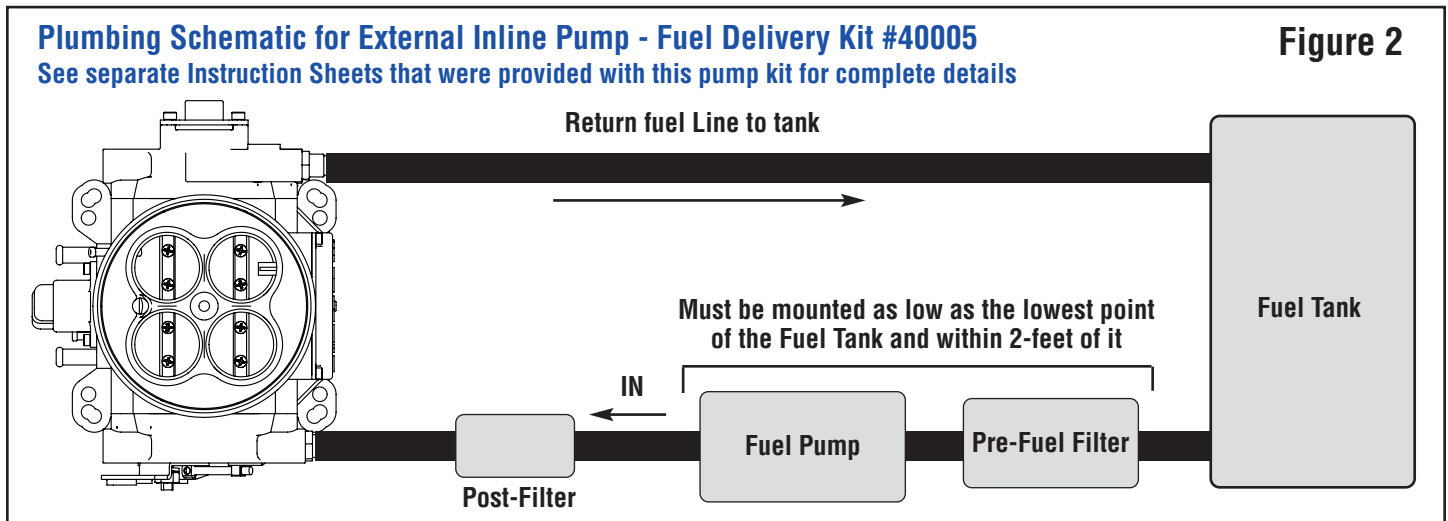 Plumbing Schematic for External Inline Pump - Fuel Delivery Kit #40005
Figure 2
See separate Instruction Sheets that were provided with this pump kit for complete details
Return fuel Line to tank
Fuel Tank
Must be mounted as low as the lowest point
of the Fuel Tank and within 2-feet of it
IN
Fuel Pump
Pre-Fuel Filter
Post-Filter